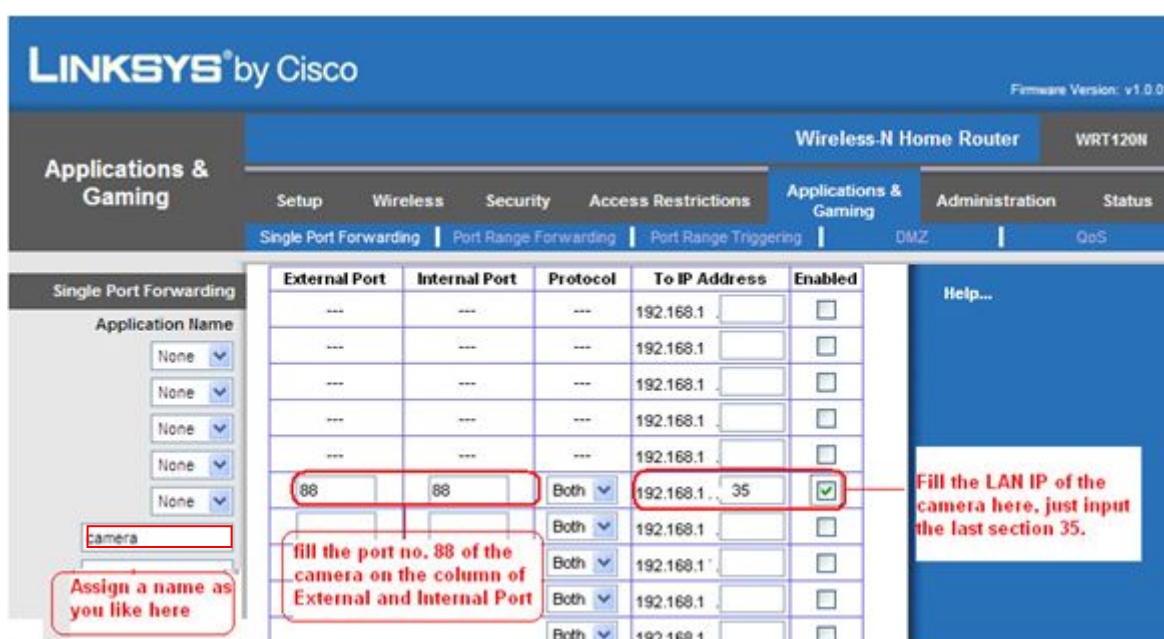 LINKSYS® by Cisco
Firmware Version: v1.0.0
Wireless-N Home Router WRT120N
Applications &
Gaming
Setup Wireless Security Access Restrictions Applications & Gaming Administration Status
Single Port Forwarding Port Range Forwarding Port Range Triggering DMZ QoS
Single Port Forwarding
Application Name
None
None
None
None
None
camera
Assign a name as
you like here
External Port Internal Port Protocol To IP Address Enabled
--- --- --- 192.168.1 .
--- --- --- 192.168.1
--- --- --- 192.168.1 .
--- --- --- 192.168.1 .
--- --- --- 192.168.1 .
88 88 Both 192.168.1 . 35
Both 192.168.1 .
Both 192.168.1 .
Both 192.168.1 .
Both 192.168.1 .
fill the port no. 88 of the
camera on the column of
External and Internal Port
Help...
Fill the LAN IP of the
camera here, just input
the last section 35.